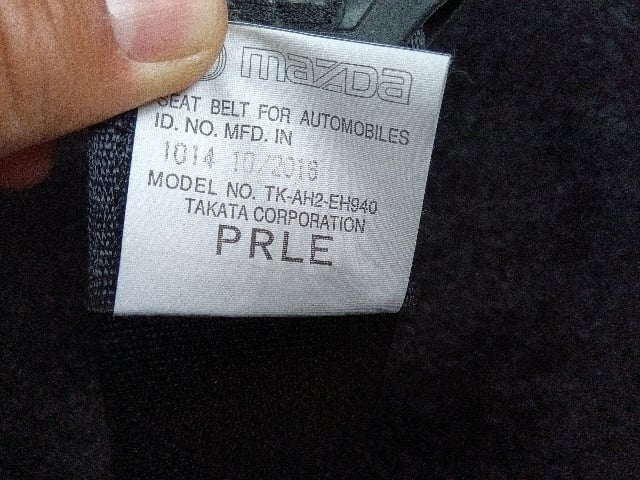 mazda
SEAT BELT FOR AUTOMOBILES
ID. NO. MFD. IN
1014 10/2018
MODEL NO. TK-AH2-EH940
TAKATA CORPORATION
PRLE